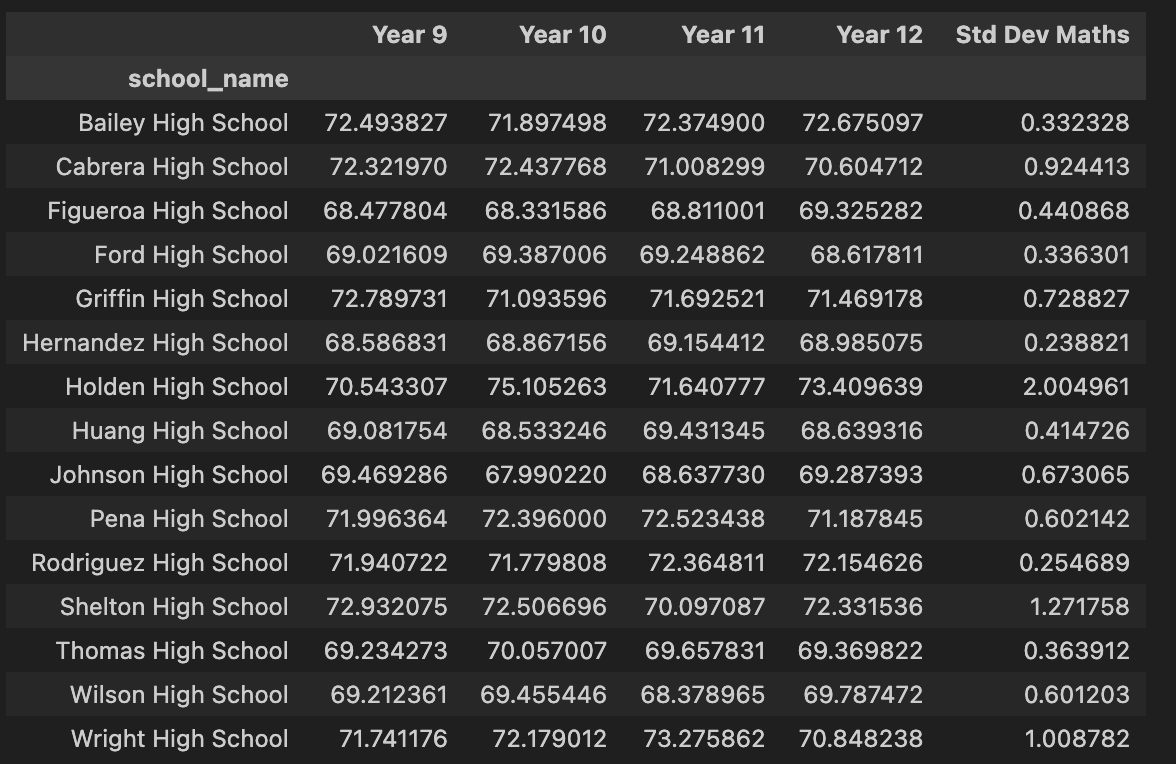 Year 9 Year 10 Year 11 Year 12 Std Dev Maths
school_name
Bailey High School 72.493827 71.897498 72.374900 72.675097 0.332328
Cabrera High School 72.321970 72.437768 71.008299 70.604712 0.924413
Figueroa High School 68.477804 68.331586 68.811001 69.325282 0.440868
Ford High School 69.021609 69.387006 69.248862 68.617811 0.336301
Griffin High School 72.789731 71.093596 71.692521 71.469178 0.728827
Hernandez High School 68.586831 68.867156 69.154412 68.985075 0.238821
Holden High School 70.543307 75.105263 71.640777 73.409639 2.004961
Huang High School 69.081754 68.533246 69.431345 68.639316 0.414726
Johnson High School 69.469286 67.990220 68.637730 69.287393 0.673065
Pena High School 71.996364 72.396000 72.523438 71.187845 0.602142
Rodriguez High School 71.940722 71.779808 72.364811 72.154626 0.254689
Shelton High School 72.932075 72.506696 70.097087 72.331536 1.271758
Thomas High School 69.234273 70.057007 69.657831 69.369822 0.363912
Wilson High School 69.212361 69.455446 68.378965 69.787472 0.601203
Wright High School 71.741176 72.179012 73.275862 70.848238 1.008782